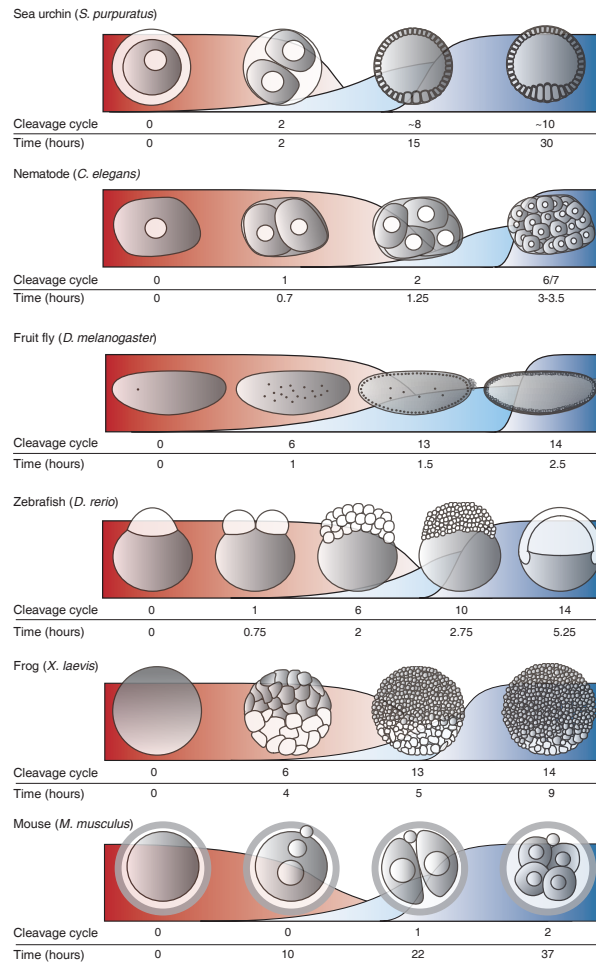 Sea urchin (S. purpuratus)
Cleavage cycle 0 2 ~8 ~10
Time (hours) 0 2 15 30
Nematode (C. elegans)
Cleavage cycle 0 1 2 6/7
Time (hours) 0 0.7 1.25 3-3.5
Fruit fly (D. melanogaster)
Cleavage cycle 0 6 13 14
Time (hours) 0 1 1.5 2.5
Zebrafish (D. rerio)
Cleavage cycle 0 1 6 10 14
Time (hours) 0 0.75 2 2.75 5.25
Frog (X. laevis)
Cleavage cycle 0 6 13 14
Time (hours) 0 4 5 9
Mouse (M. musculus)
Cleavage cycle 0 0 1 2
Time (hours) 0 10 22 37